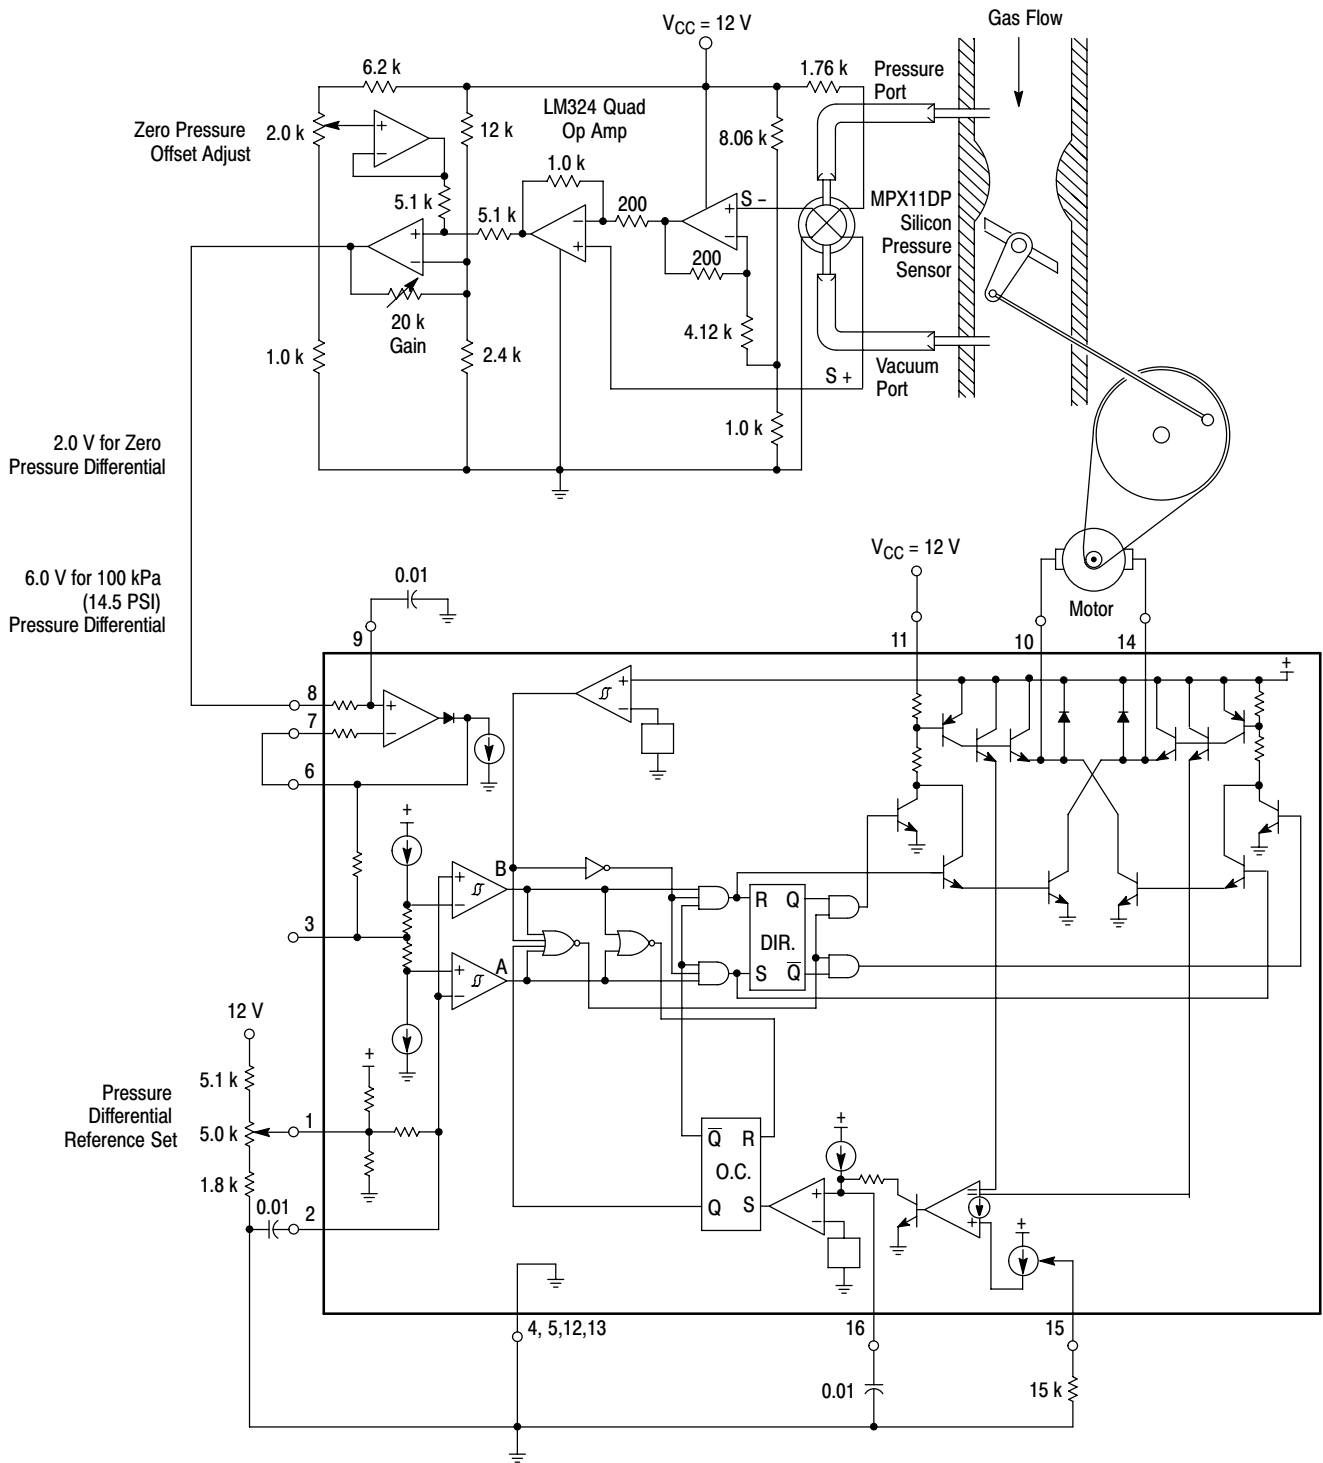 V_CC = 12 V
Gas Flow
6.2 k
1.76 k
Pressure
Port
LM324 Quad
Op Amp
Zero Pressure
Offset Adjust
2.0 k
+
−
12 k
8.06 k
1.0 k
5.1 k
5.1 k
200
S −
+
−
−
+
+
−
200
MPX11DP
Silicon
Pressure
Sensor
20 k
Gain
4.12 k
1.0 k
2.4 k
S +
Vacuum
Port
1.0 k
2.0 V for Zero
Pressure Differential
V_CC = 12 V
6.0 V for 100 kPa
(14.5 PSI)
Pressure Differential
0.01
Motor
9
11
10
14
+
8
7
6
+
−
+
−
+
B
+
−
R
Q
DIR.
S
Q̅
3
A
+
−
12 V
5.1 k
Pressure
Differential
Reference Set
5.0 k
1
+
1.8 k
0.01
2
Q̅
R
O.C.
Q
S
+
+
−
=
+
+
4, 5,12,13
16
15
0.01
15 k